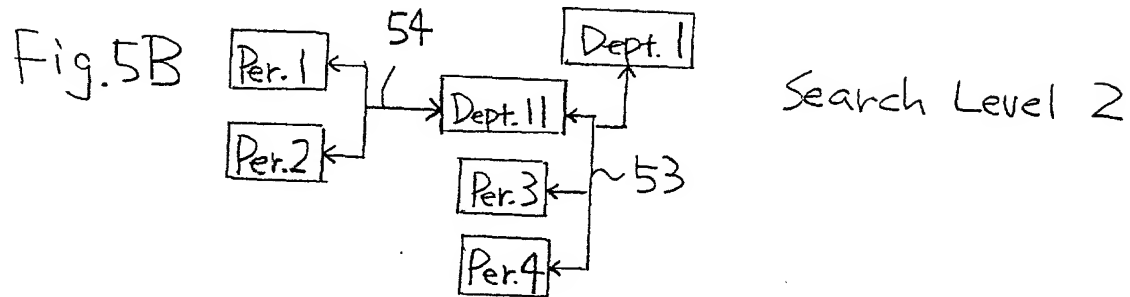 Fig.5B
54
Per.1
Dept.1
Dept.11
Search Level 2
Per.2
53
Per.3
Per.4